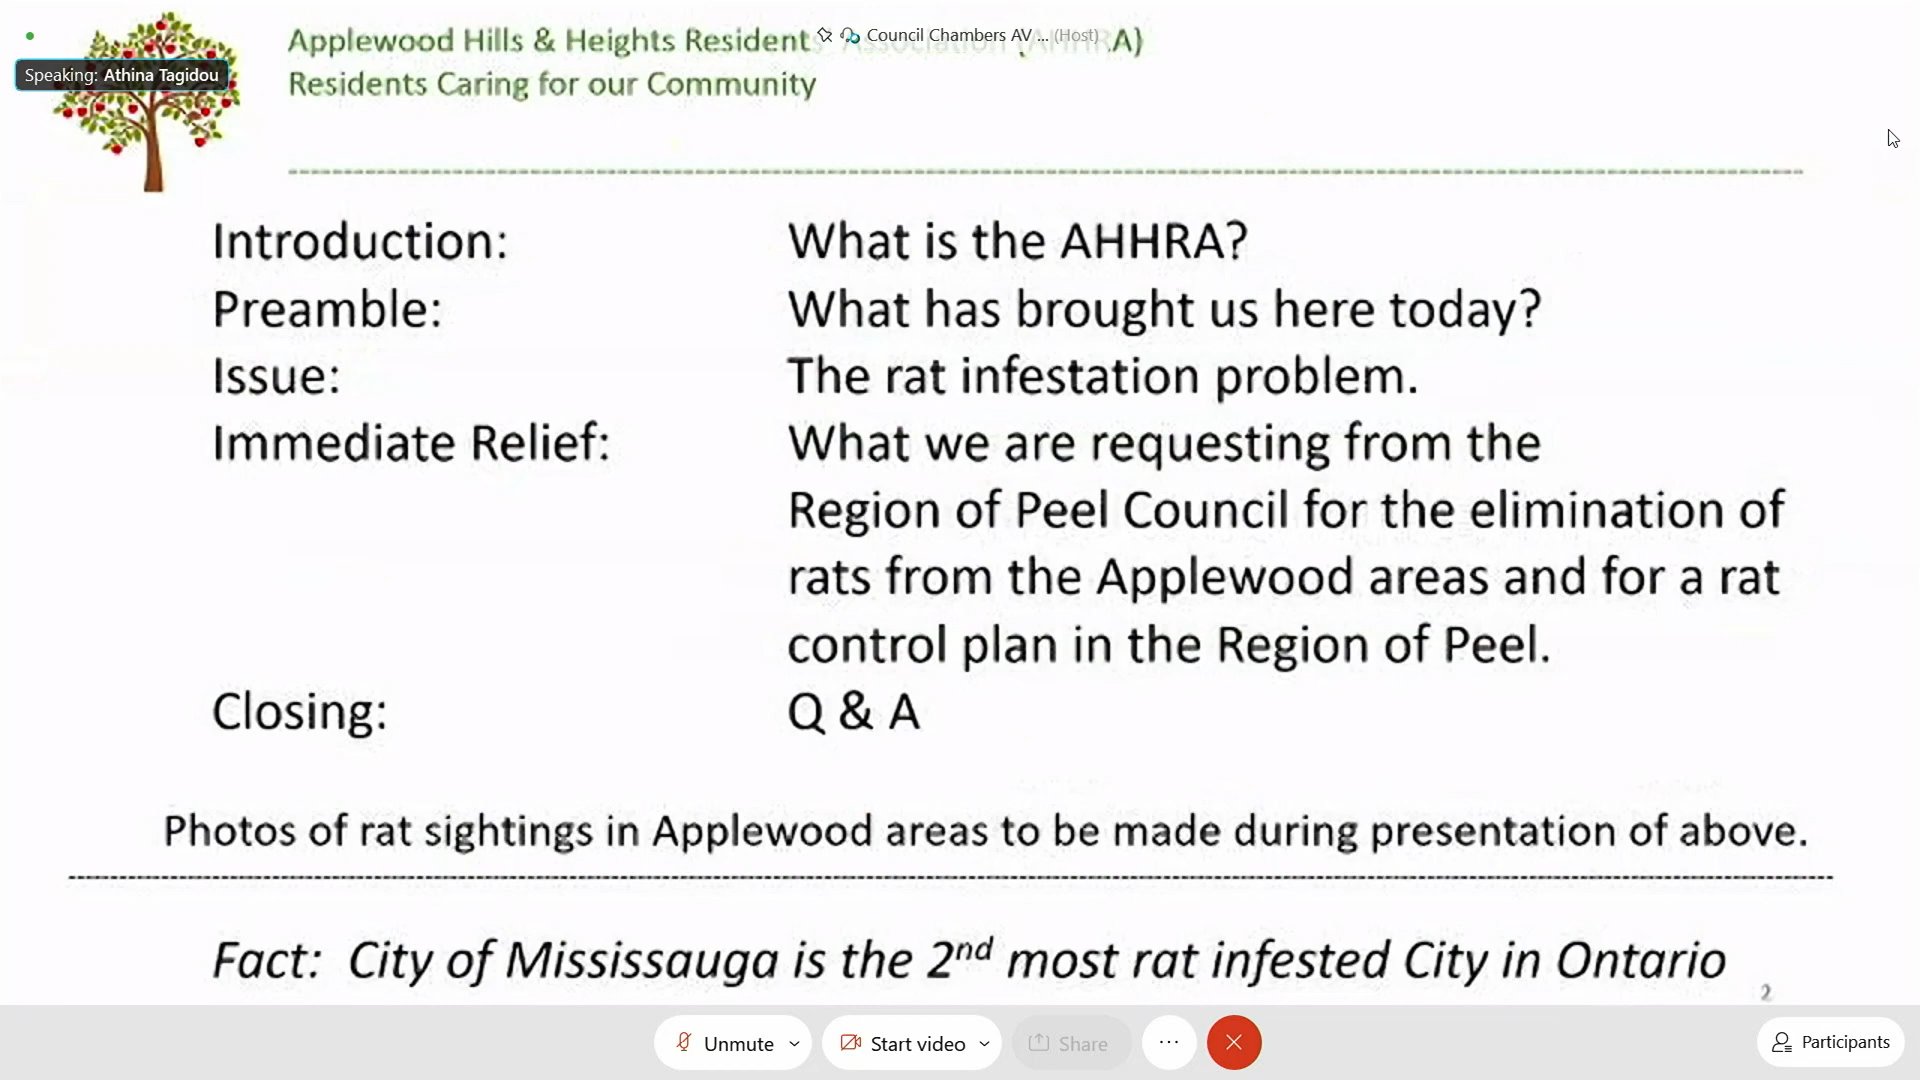 Applewood Hills & Heights Residents' Association (AHHRA)
Council Chambers AV ... (Host)
Speaking: Athina Tagidou
Residents Caring for our Community
Introduction: What is the AHHRA?
Preamble: What has brought us here today?
Issue: The rat infestation problem.
Immediate Relief: What we are requesting from the
Region of Peel Council for the elimination of
rats from the Applewood areas and for a rat
control plan in the Region of Peel.
Closing: Q & A
Photos of rat sightings in Applewood areas to be made during presentation of above.
Fact: City of Mississauga is the 2nd most rat infested City in Ontario
2
Unmute
Start video
Share
...
Participants